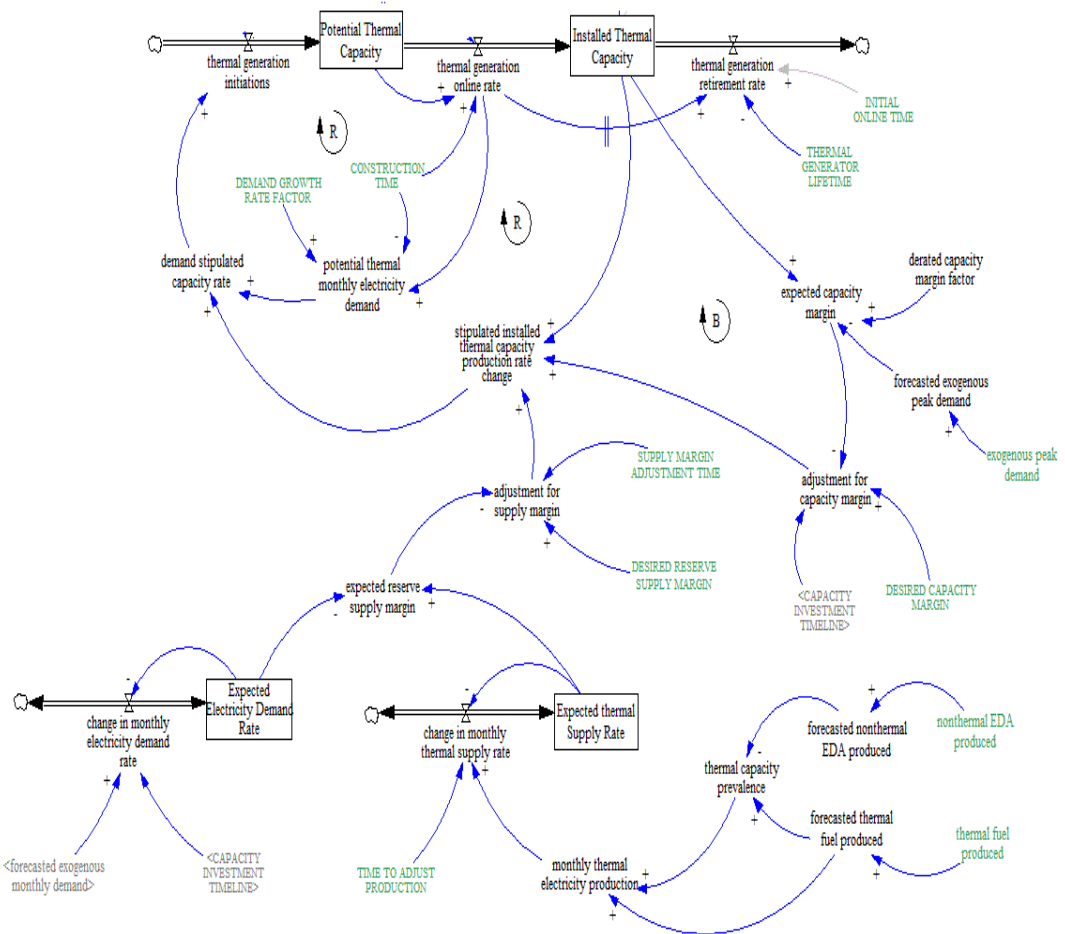 Potential Thermal
Capacity
Installed Thermal
Capacity
thermal generation
initiations
thermal generation
online rate
thermal generation
retirement rate
+
+
+
+
+
-
INITIAL
ONLINE TIME
R
CONSTRUCTION
TIME
THERMAL
GENERATOR
LIFETIME
DEMAND GROWTH
RATE FACTOR
R
+
-
demand stipulated
capacity rate
+
+
potential thermal
monthly electricity
demand
+
+
expected capacity
margin
derated capacity
margin factor
+
-
B
stipulated installed
thermal capacity
production rate
change
+
+
+
forecasted exogenous
peak demand
+
exogenous peak
demand
SUPPLY MARGIN
ADJUSTMENT TIME
adjustment for
supply margin
-
+
-
adjustment for
capacity margin
+
DESIRED RESERVE
SUPPLY MARGIN
<CAPACITY
INVESTMENT
TIMELINE>
DESIRED CAPACITY
MARGIN
expected reserve
supply margin
-
+
-
Expected
Electricity Demand
Rate
change in monthly
electricity demand
rate
+
-
Expected thermal
Supply Rate
change in monthly
thermal supply rate
+
forecasted nonthermal
EDA produced
+
nonthermal EDA
produced
thermal capacity
prevalence
-
+
forecasted thermal
fuel produced
+
thermal fuel
produced
<forecasted exogenous
monthly demand>
<CAPACITY
INVESTMENT
TIMELINE>
TIME TO ADJUST
PRODUCTION
monthly thermal
electricity production
+
+